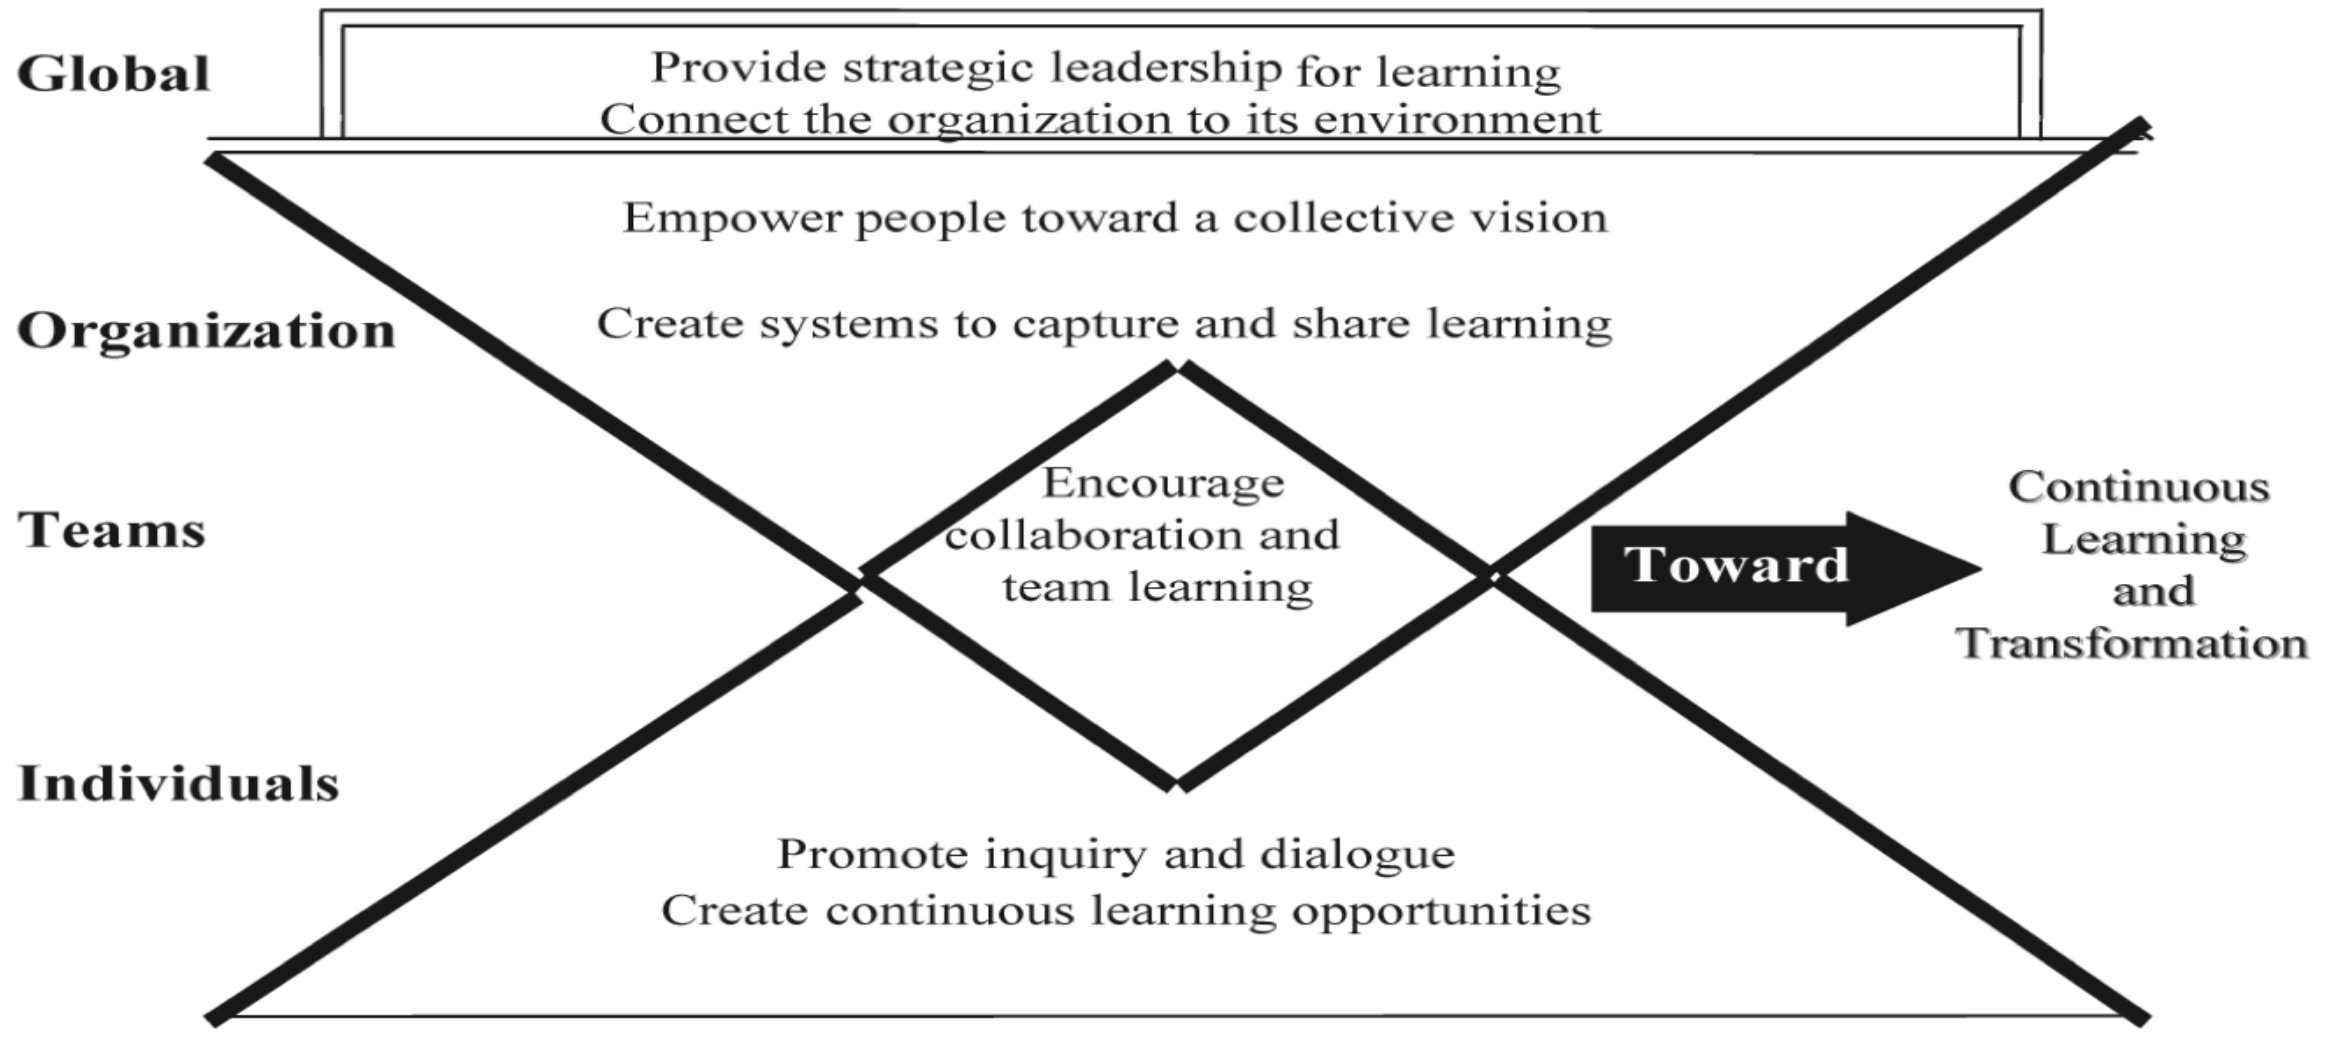 Global
Provide strategic leadership for learning
Connect the organization to its environment
Empower people toward a collective vision
Organization
Create systems to capture and share learning
Teams
Encourage
collaboration and
team learning
Toward
Continuous
Learning
and
Transformation
Individuals
Promote inquiry and dialogue
Create continuous learning opportunities